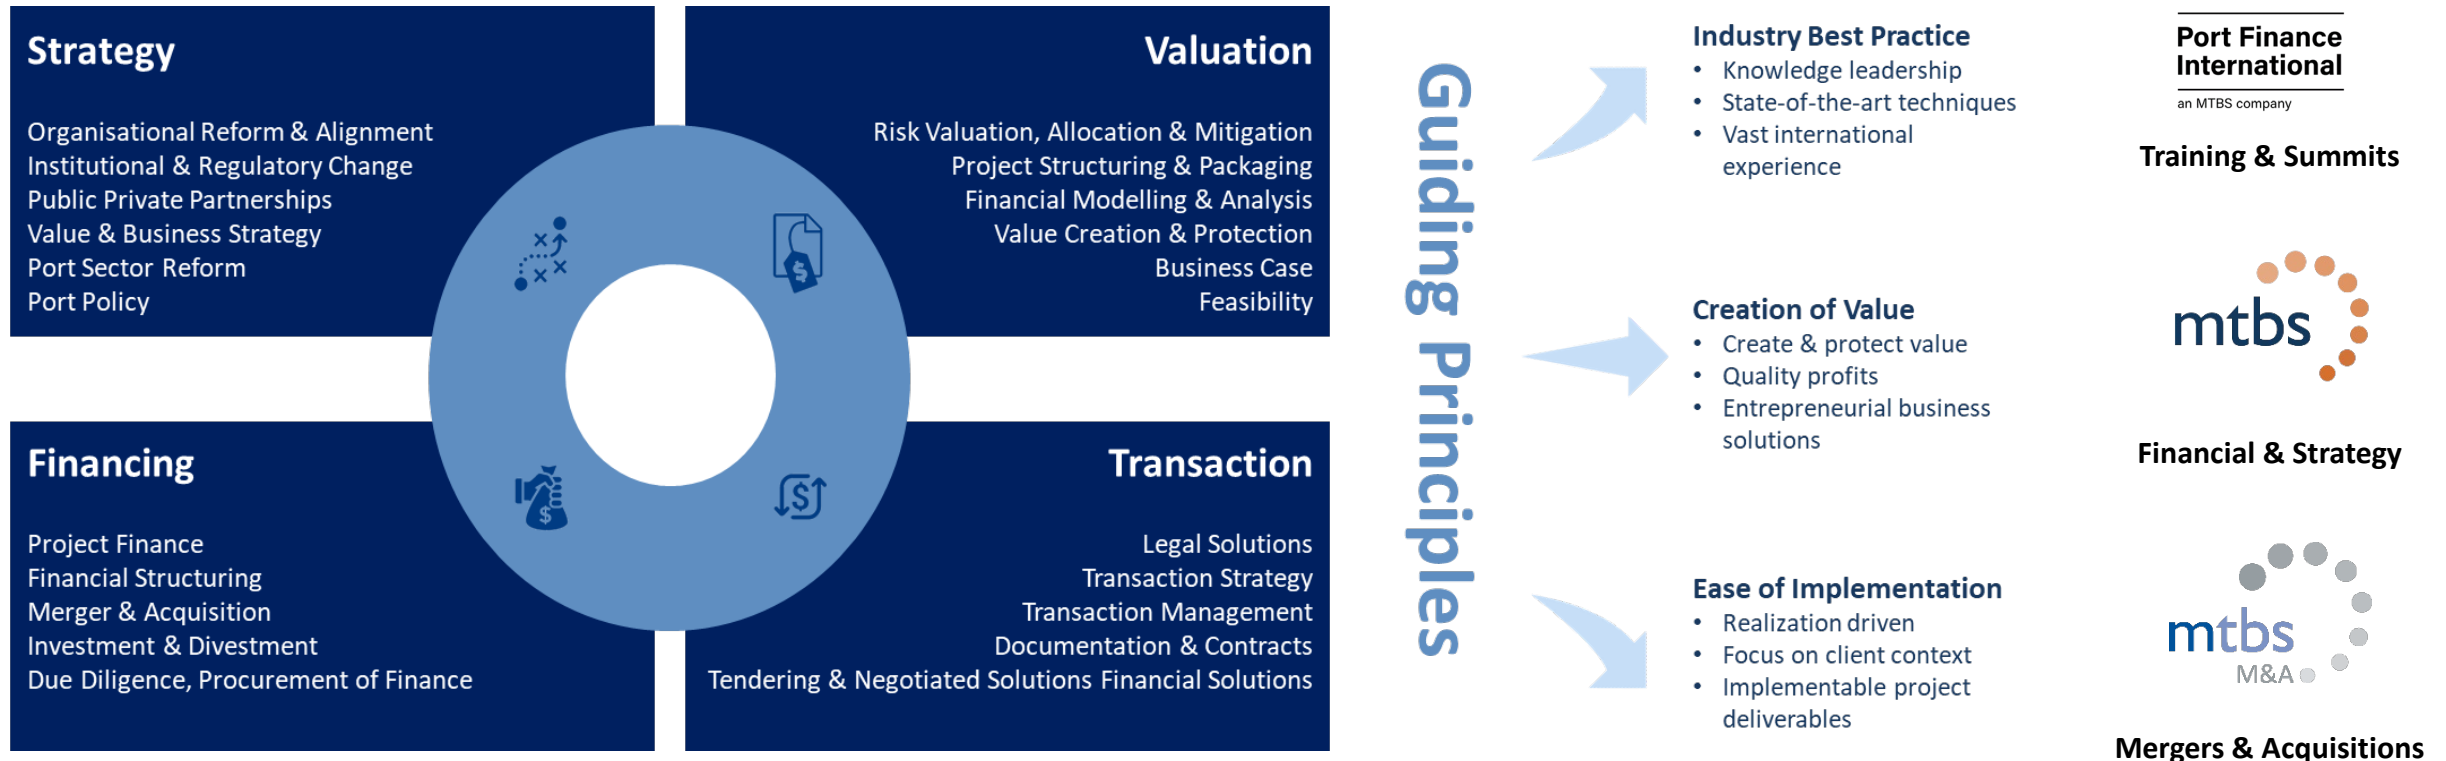 Strategy
Organisational Reform & Alignment
Institutional & Regulatory Change
Public Private Partnerships
Value & Business Strategy
Port Sector Reform
Port Policy
Valuation
Risk Valuation, Allocation & Mitigation
Project Structuring & Packaging
Financial Modelling & Analysis
Value Creation & Protection
Business Case
Feasibility
Financing
Project Finance
Financial Structuring
Merger & Acquisition
Investment & Divestment
Due Diligence, Procurement of Finance
Transaction
Legal Solutions
Transaction Strategy
Transaction Management
Documentation & Contracts
Tendering & Negotiated Solutions Financial Solutions
Guiding Principles
Industry Best Practice
• Knowledge leadership
• State-of-the-art techniques
• Vast international
experience
Creation of Value
• Create & protect value
• Quality profits
• Entrepreneurial business
solutions
Ease of Implementation
• Realization driven
• Focus on client context
• Implementable project
deliverables
Port Finance
International
an MTBS company
Training & Summits
mtbs
Financial & Strategy
mtbs
M&A
Mergers & Acquisitions